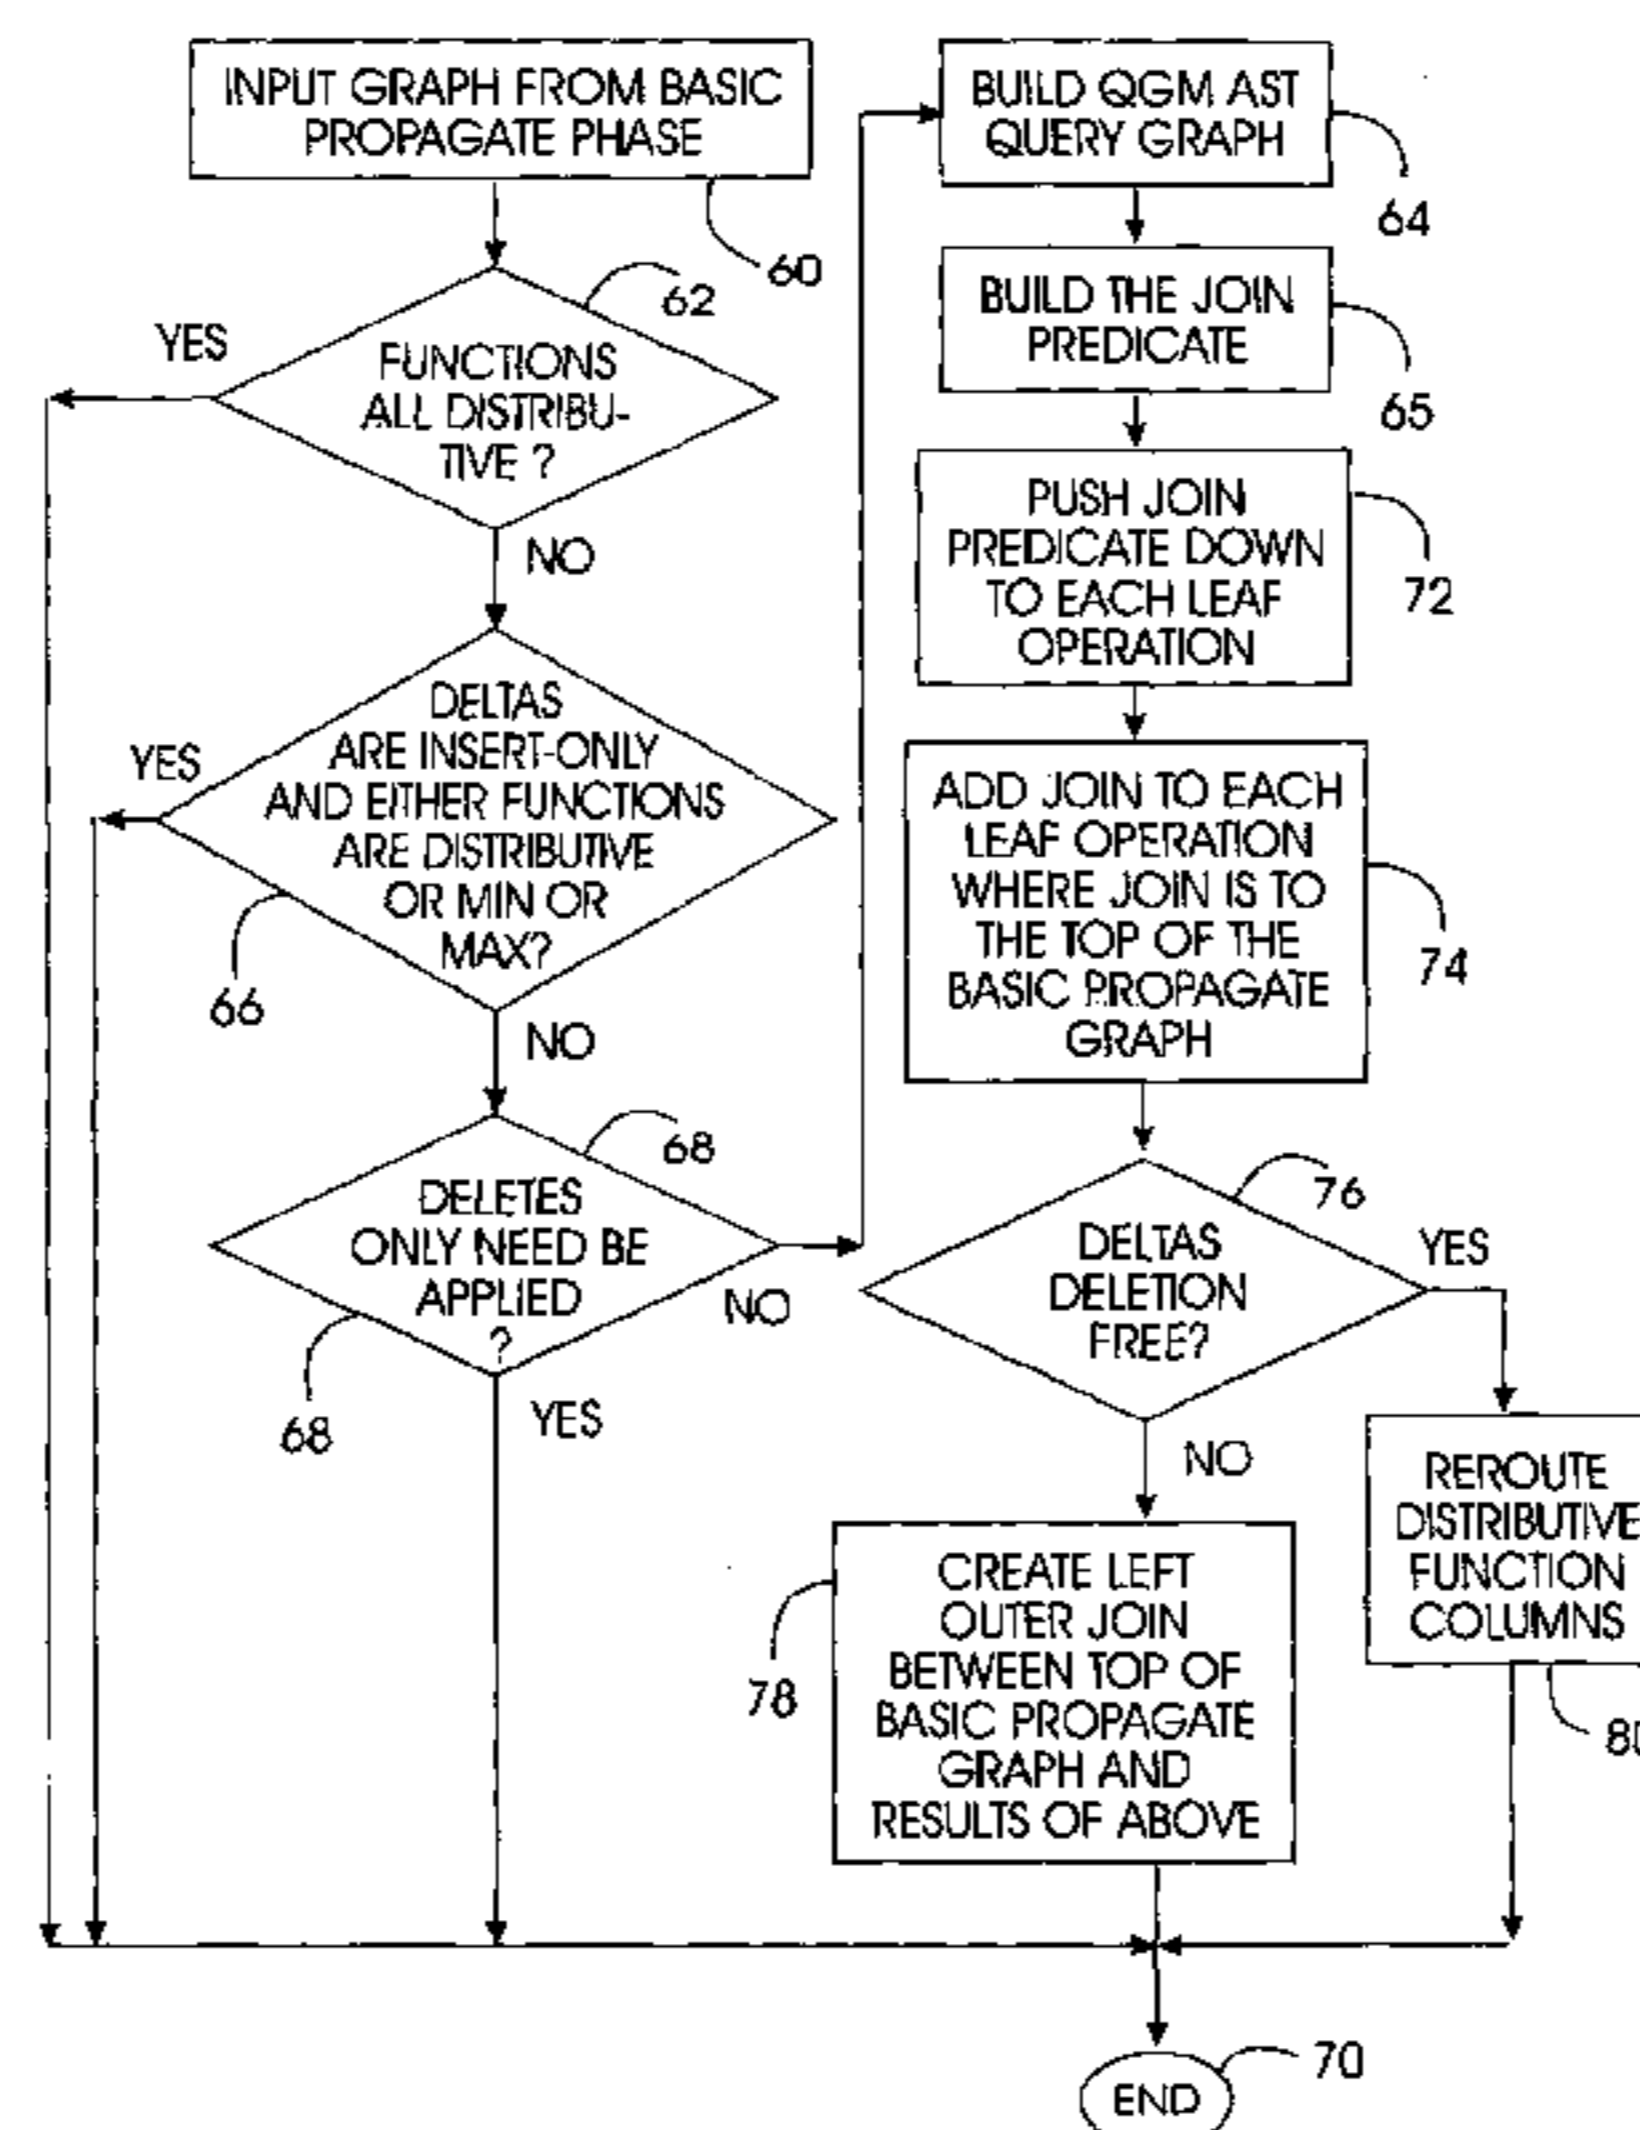 INPUT GRAPH FROM BASIC
PROPAGATE PHASE
60
62
YES
FUNCTIONS
ALL DISTRIBU-
TIVE ?
NO
DELTAS
ARE INSERT-ONLY
AND EITHER FUNCTIONS
ARE DISTRIBUTIVE
OR MIN OR
MAX?
YES
66
NO
68
DELETES
ONLY NEED BE
APPLIED
?
NO
68
YES
BUILD QGM AST
QUERY GRAPH
64
BUILD THE JOIN
PREDICATE
65
PUSH JOIN
PREDICATE DOWN
TO EACH LEAF
OPERATION
72
ADD JOIN TO EACH
LEAF OPERATION
WHERE JOIN IS TO
THE TOP OF THE
BASIC PROPAGATE
GRAPH
74
76
DELTAS
DELETION
FREE?
YES
NO
REROUTE
DISTRIBUTIVE
FUNCTION
COLUMNS
CREATE LEFT
OUTER JOIN
BETWEEN TOP OF
BASIC PROPAGATE
GRAPH AND
RESULTS OF ABOVE
78
70
END